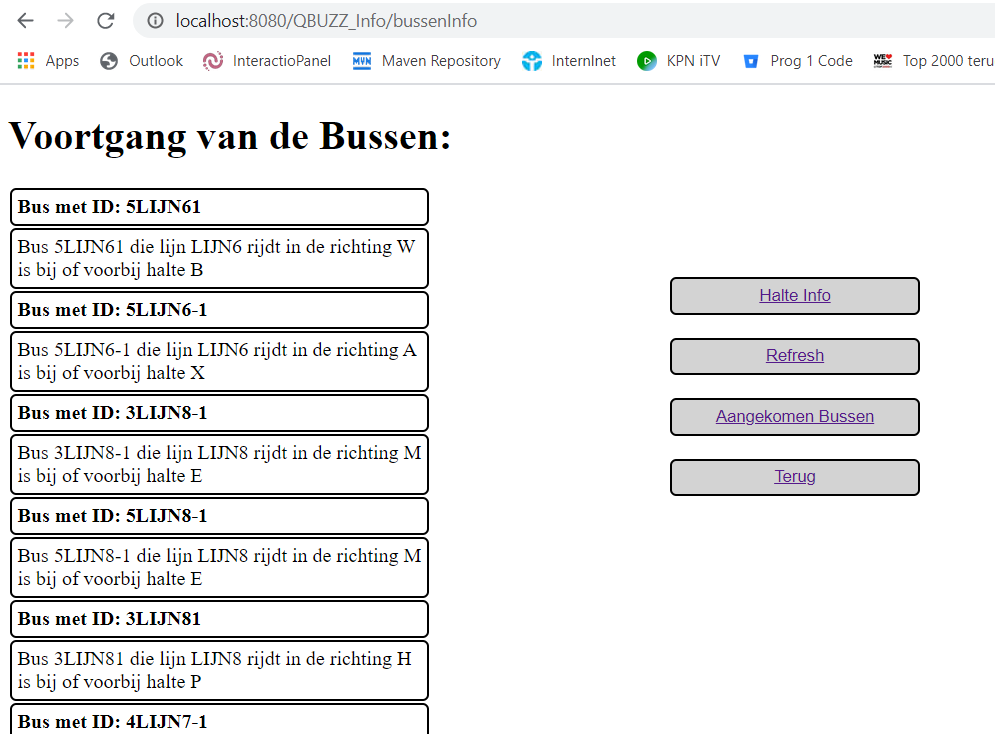 localhost:8080/QBUZZ_Info/bussenInfo
Apps Outlook InteractioPanel MVN Maven Repository InternInet KPN iTV Prog 1 Code Top 2000 teru
Voortgang van de Bussen:
Bus met ID: 5LIJN61
Bus 5LIJN61 die lijn LIJN6 rijdt in de richting W
is bij of voorbij halte B
Bus met ID: 5LIJN6-1
Bus 5LIJN6-1 die lijn LIJN6 rijdt in de richting A
is bij of voorbij halte X
Bus met ID: 3LIJN8-1
Bus 3LIJN8-1 die lijn LIJN8 rijdt in de richting M
is bij of voorbij halte E
Bus met ID: 5LIJN8-1
Bus 5LIJN8-1 die lijn LIJN8 rijdt in de richting M
is bij of voorbij halte E
Bus met ID: 3LIJN81
Bus 3LIJN81 die lijn LIJN8 rijdt in de richting H
is bij of voorbij halte P
Bus met ID: 4LIJN7-1
Halte Info
Refresh
Aangekomen Bussen
Terug